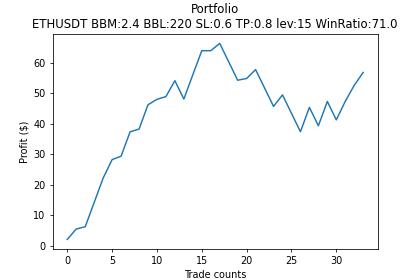 Portfolio
ETHUSDT BBM:2.4 BBL:220 SL:0.6 TP:0.8 lev:15 WinRatio:71.0
Profit ($)
60
50
40
30
20
10
0
0 5 10 15 20 25 30
Trade counts